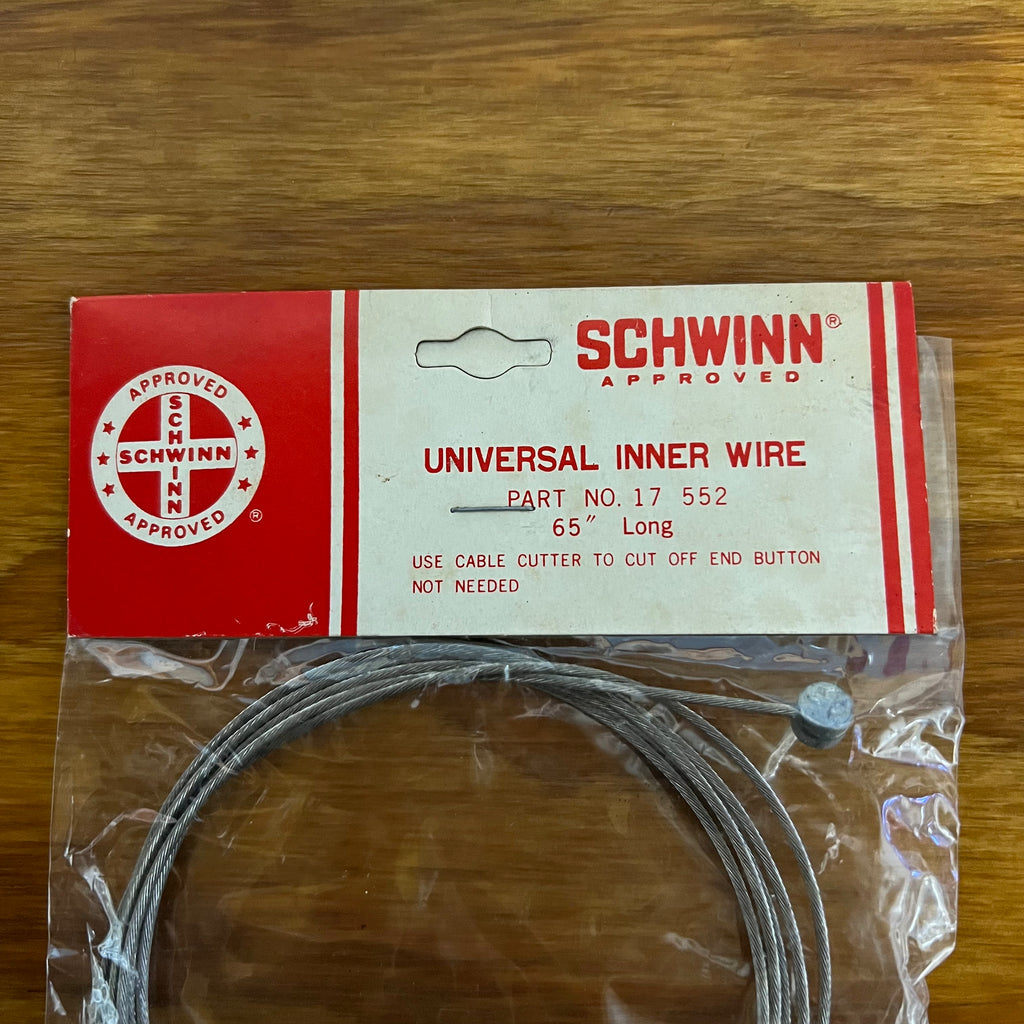 APPROVED
SCHWINN
SCHWINN
APPROVED
®
SCHWINN®
APPROVED
UNIVERSAL INNER WIRE
PART NO. 17 552
65" Long
USE CABLE CUTTER TO CUT OFF END BUTTON
NOT NEEDED